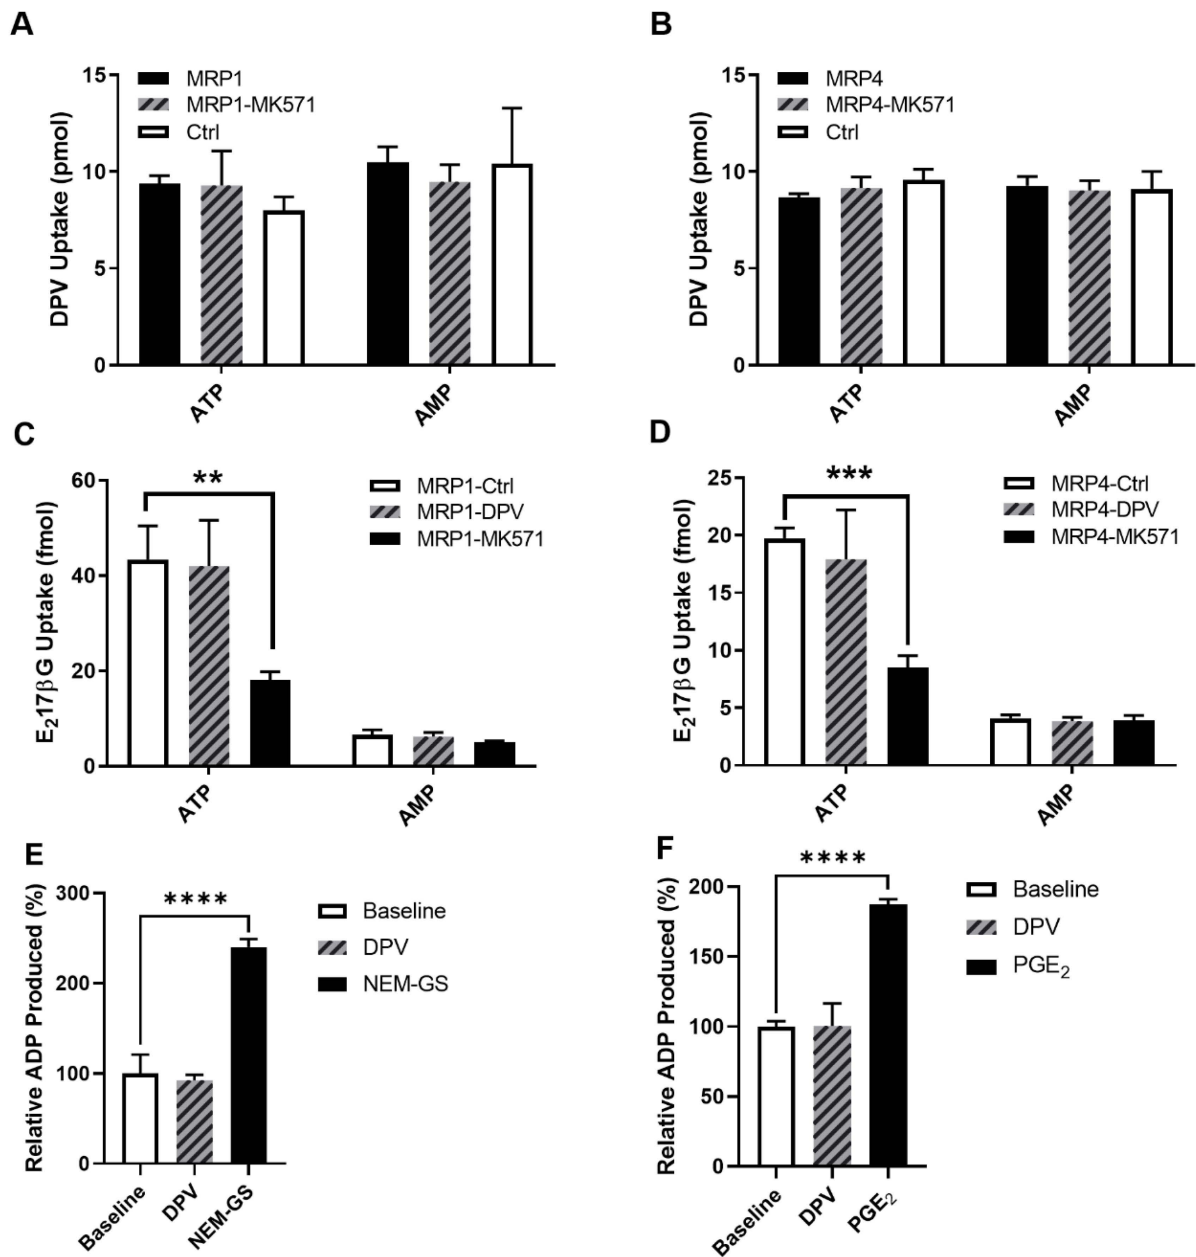 A
DPV Uptake (pmol)
15
10
5
0
MRP1
MRP1-MK571
Ctrl
ATP
AMP
B
DPV Uptake (pmol)
15
10
5
0
MRP4
MRP4-MK571
Ctrl
ATP
AMP
C
E₂17βG Uptake (fmol)
60
40
20
0
**
MRP1-Ctrl
MRP1-DPV
MRP1-MK571
ATP
AMP
D
E₂17βG Uptake (fmol)
25
20
15
10
5
0
***
MRP4-Ctrl
MRP4-DPV
MRP4-MK571
ATP
AMP
E
Relative ADP Produced (%)
300
200
100
0
****
Baseline
DPV
NEM-GS
Baseline
DPV
NEM-GS
F
Relative ADP Produced (%)
200
150
100
50
0
****
Baseline
DPV
PGE₂
Baseline
DPV
PGE₂